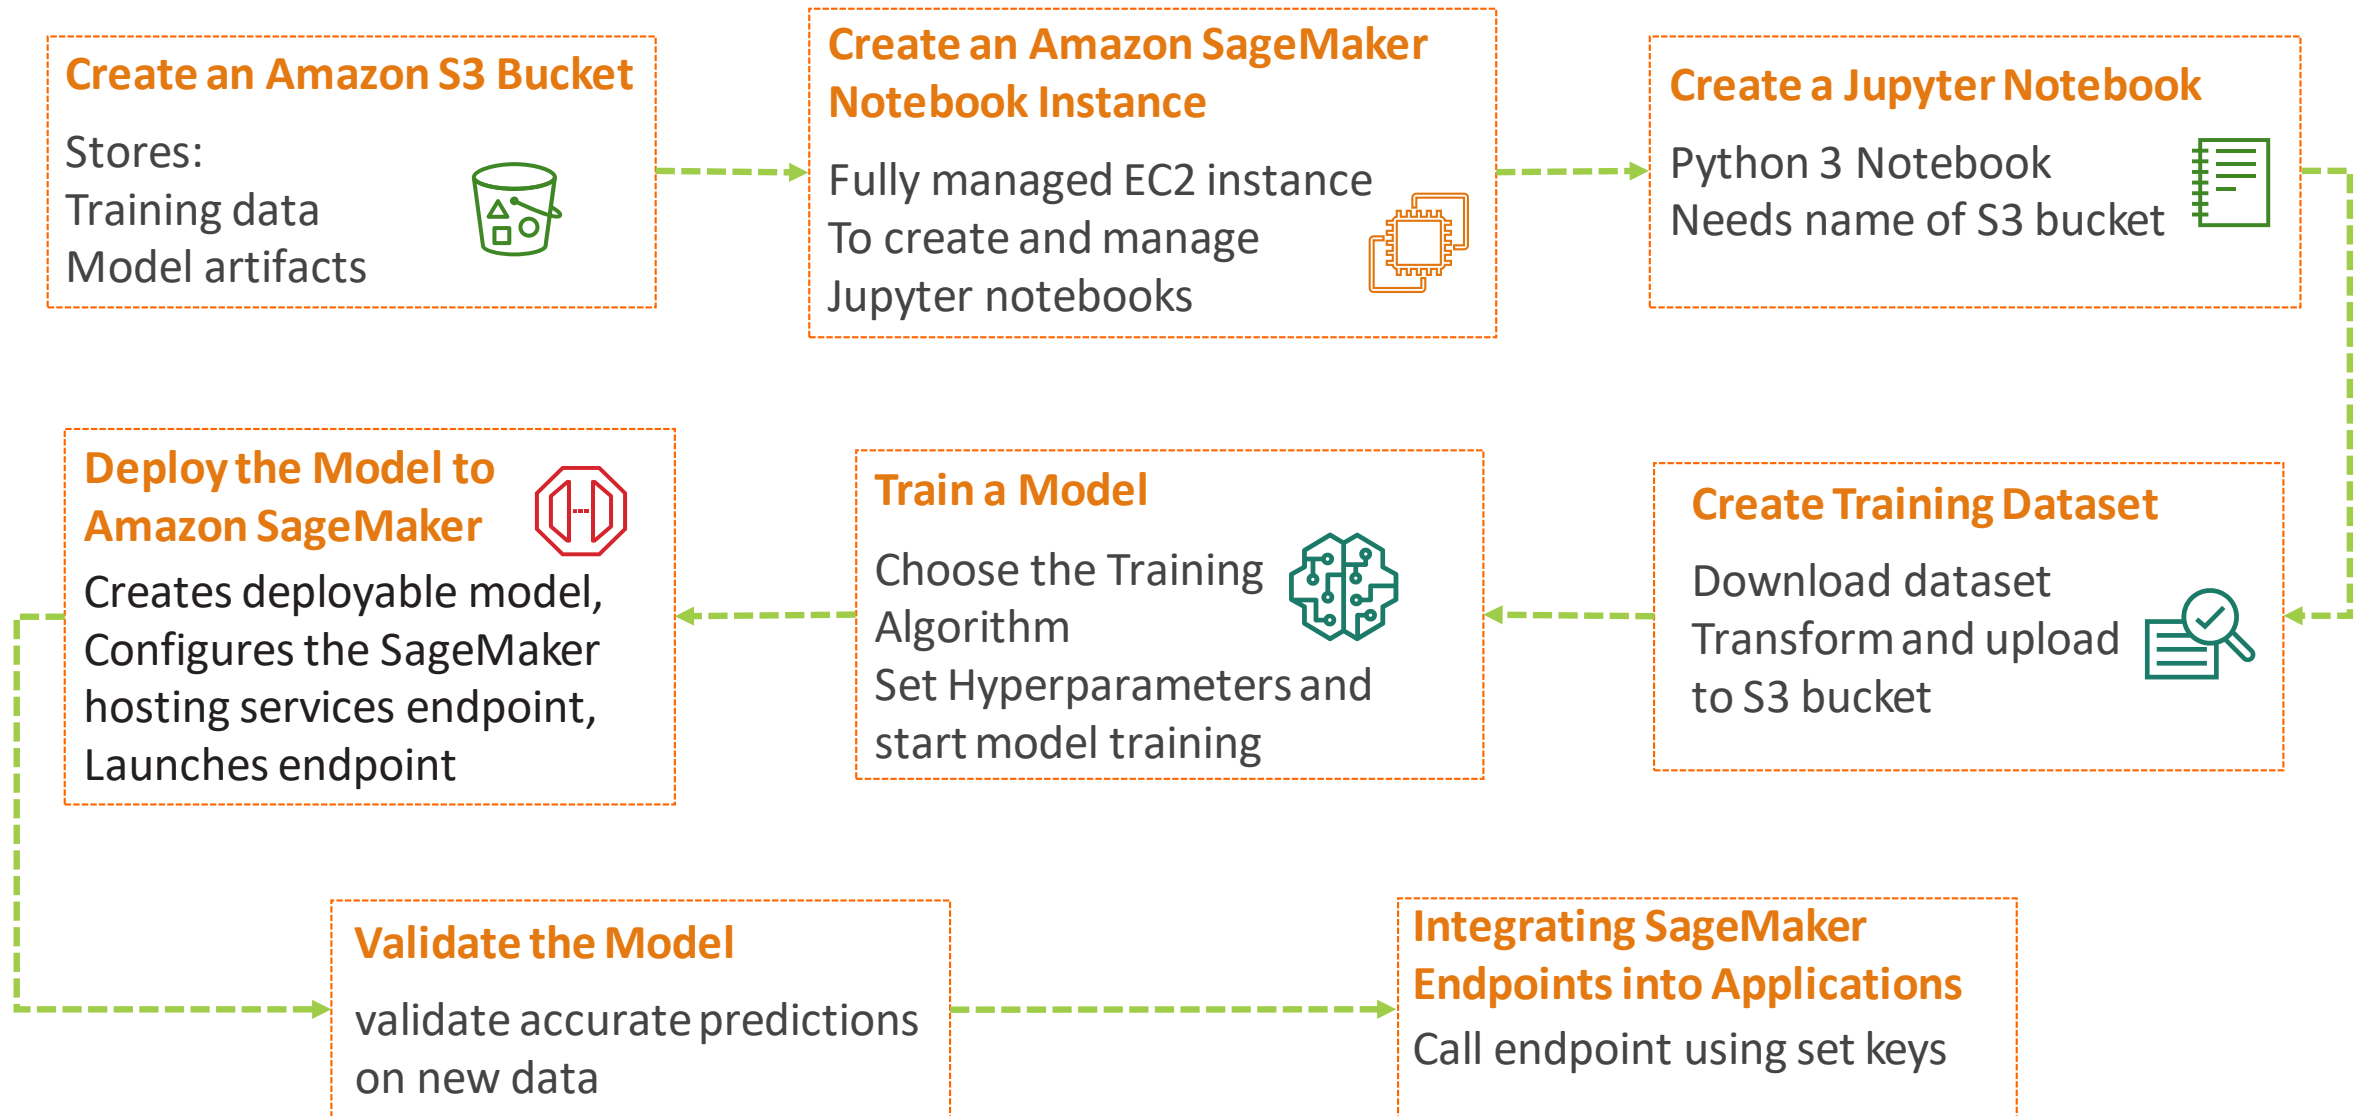 Create an Amazon S3 Bucket
Stores:
Training data
Model artifacts
Create an Amazon SageMaker
Notebook Instance
Fully managed EC2 instance
To create and manage
Jupyter notebooks
Create a Jupyter Notebook
Python 3 Notebook
Needs name of S3 bucket
Create Training Dataset
Download dataset
Transform and upload
to S3 bucket
Train a Model
Choose the Training
Algorithm
Set Hyperparameters and
start model training
Deploy the Model to
Amazon SageMaker
Creates deployable model,
Configures the SageMaker
hosting services endpoint,
Launches endpoint
Validate the Model
validate accurate predictions
on new data
Integrating SageMaker
Endpoints into Applications
Call endpoint using set keys